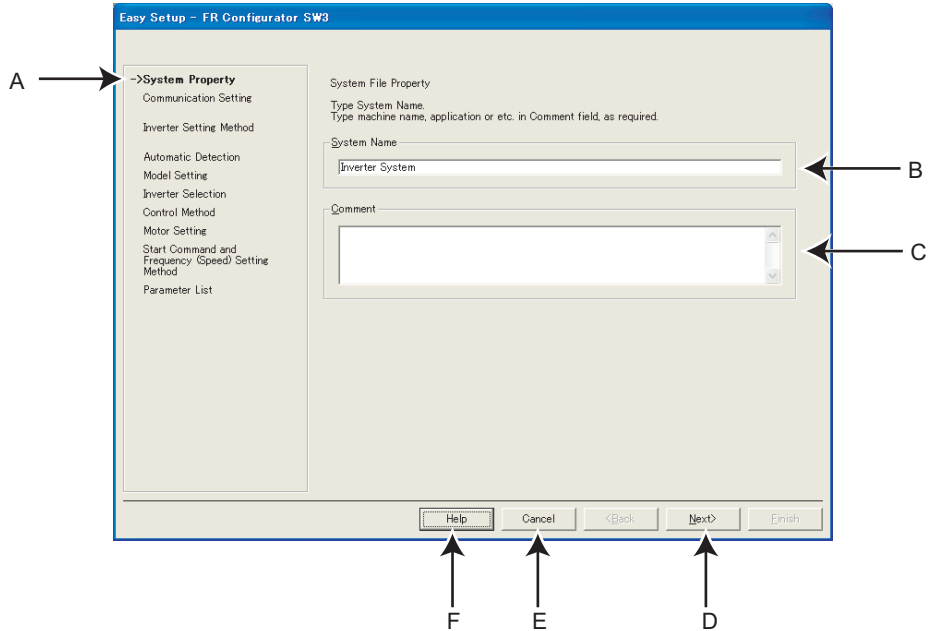 Easy Setup - FR Configurator SW3
A
->System Property
Communication Setting
Inverter Setting Method
Automatic Detection
Model Setting
Inverter Selection
Control Method
Motor Setting
Start Command and
Frequency (Speed) Setting
Method
Parameter List
System File Property
Type System Name.
Type machine name, application or etc. in Comment field, as required.
System Name
Inverter System
B
Comment
C
Help
Cancel
<Back
Next>
Finish
F
E
D